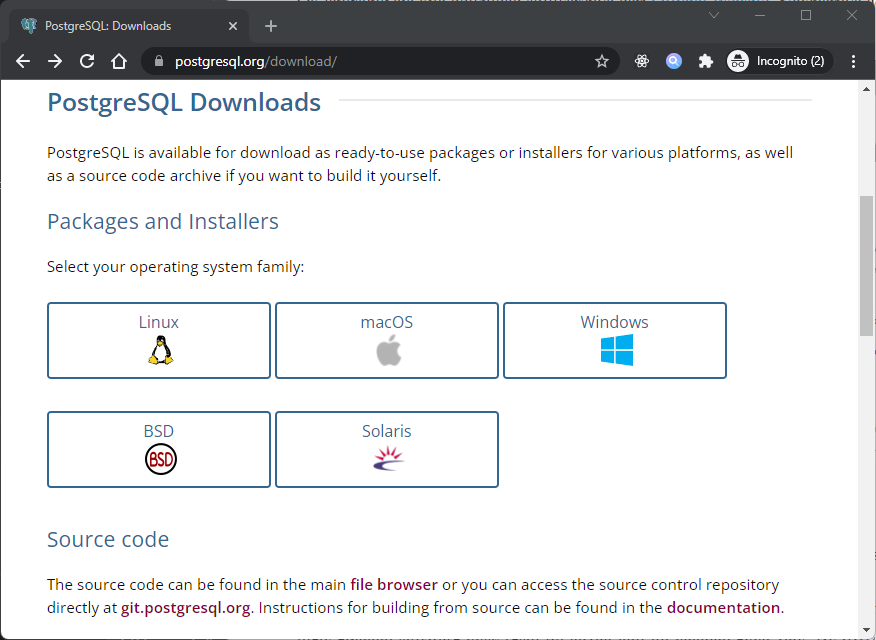 PostgreSQL: Downloads
postgresql.org/download/
Incognito (2)
PostgreSQL Downloads
PostgreSQL is available for download as ready-to-use packages or installers for various platforms, as well
as a source code archive if you want to build it yourself.
Packages and Installers
Select your operating system family:
Linux
macOS
Windows
BSD
BSD
Solaris
Source code
The source code can be found in the main file browser or you can access the source control repository
directly at git.postgresql.org. Instructions for building from source can be found in the documentation.